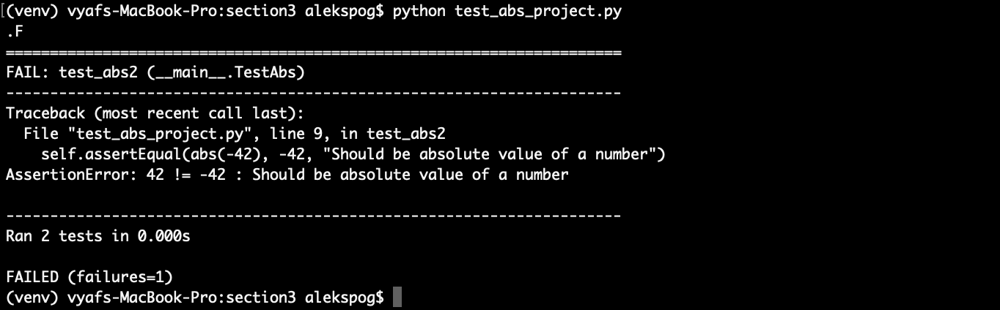 (venv) vyafs-MacBook-Pro:section3 alekspog$ python test_abs_project.py
.F
======================================================================
FAIL: test_abs2 (__main__.TestAbs)
----------------------------------------------------------------------
Traceback (most recent call last):
  File "test_abs_project.py", line 9, in test_abs2
    self.assertEqual(abs(-42), -42, "Should be absolute value of a number")
AssertionError: 42 != -42 : Should be absolute value of a number

----------------------------------------------------------------------
Ran 2 tests in 0.000s

FAILED (failures=1)
(venv) vyafs-MacBook-Pro:section3 alekspog$